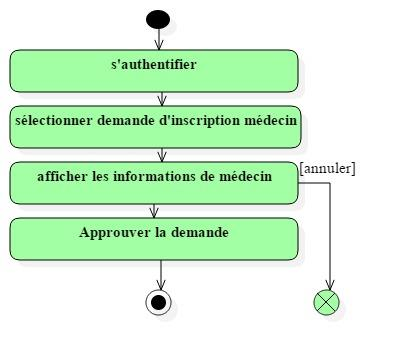 s'authentifier
sélectionner demande d'inscription médecin
afficher les informations de médecin
[annuler]
Approuver la demande